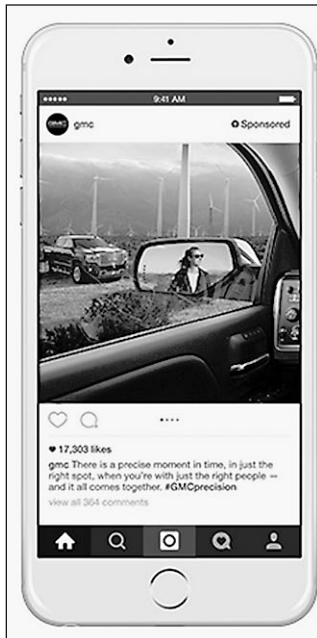 9:41 AM
GMC
gmc
Sponsored
17,303 likes
gmc There is a precise moment in time, in just the
right spot, when you're with just the right people —
and it all comes together. #GMCprecision
view all 364 comments